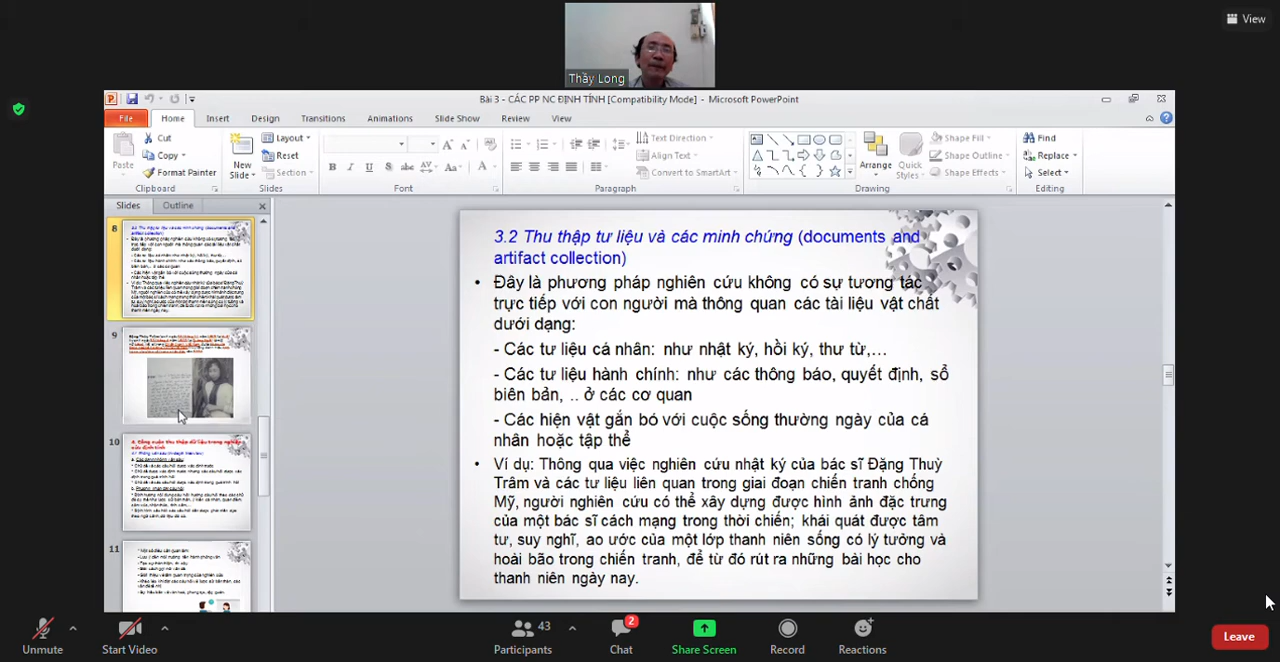 View
Thầy Long
Bài 3 - CÁC PP NC ĐỊNH TÍNH [Compatibility Mode] - Microsoft PowerPoint
File Home Insert Design Transitions Animations Slide Show Review View
Paste
Cut
Copy
Format Painter
Clipboard
New Slide
Layout
Reset
Section
Slides
Font
Text Direction
Align Text
Convert to SmartArt
Paragraph
Arrange
Quick Styles
Shape Fill
Shape Outline
Shape Effects
Drawing
Find
Replace
Select
Editing
Slides Outline
8
9
10
11
3.2 Thu thập tư liệu và các minh chứng (documents and
artifact collection)
• Đây là phương pháp nghiên cứu không có sự tương tác
trực tiếp với con người mà thông quan các tài liệu vật chất
dưới dạng:
- Các tư liệu cá nhân: như nhật ký, hồi ký, thư từ,...
- Các tư liệu hành chính: như các thông báo, quyết định, sổ
biên bản, .. ở các cơ quan
- Các hiện vật gắn bó với cuộc sống thường ngày của cá
nhân hoặc tập thể
• Ví dụ: Thông qua việc nghiên cứu nhật ký của bác sĩ Đặng Thuỳ
Trâm và các tư liệu liên quan trong giai đoạn chiến tranh chống
Mỹ, người nghiên cứu có thể xây dựng được hình ảnh đặc trưng
của một bác sĩ cách mạng trong thời chiến; khái quát được tâm
tư, suy nghĩ, ao ước của một lớp thanh niên sống có lý tưởng và
hoài bão trong chiến tranh, để từ đó rút ra những bài học cho
thanh niên ngày nay.
Unmute
Start Video
Participants 43
Chat 2
Share Screen
Record
Reactions
Leave